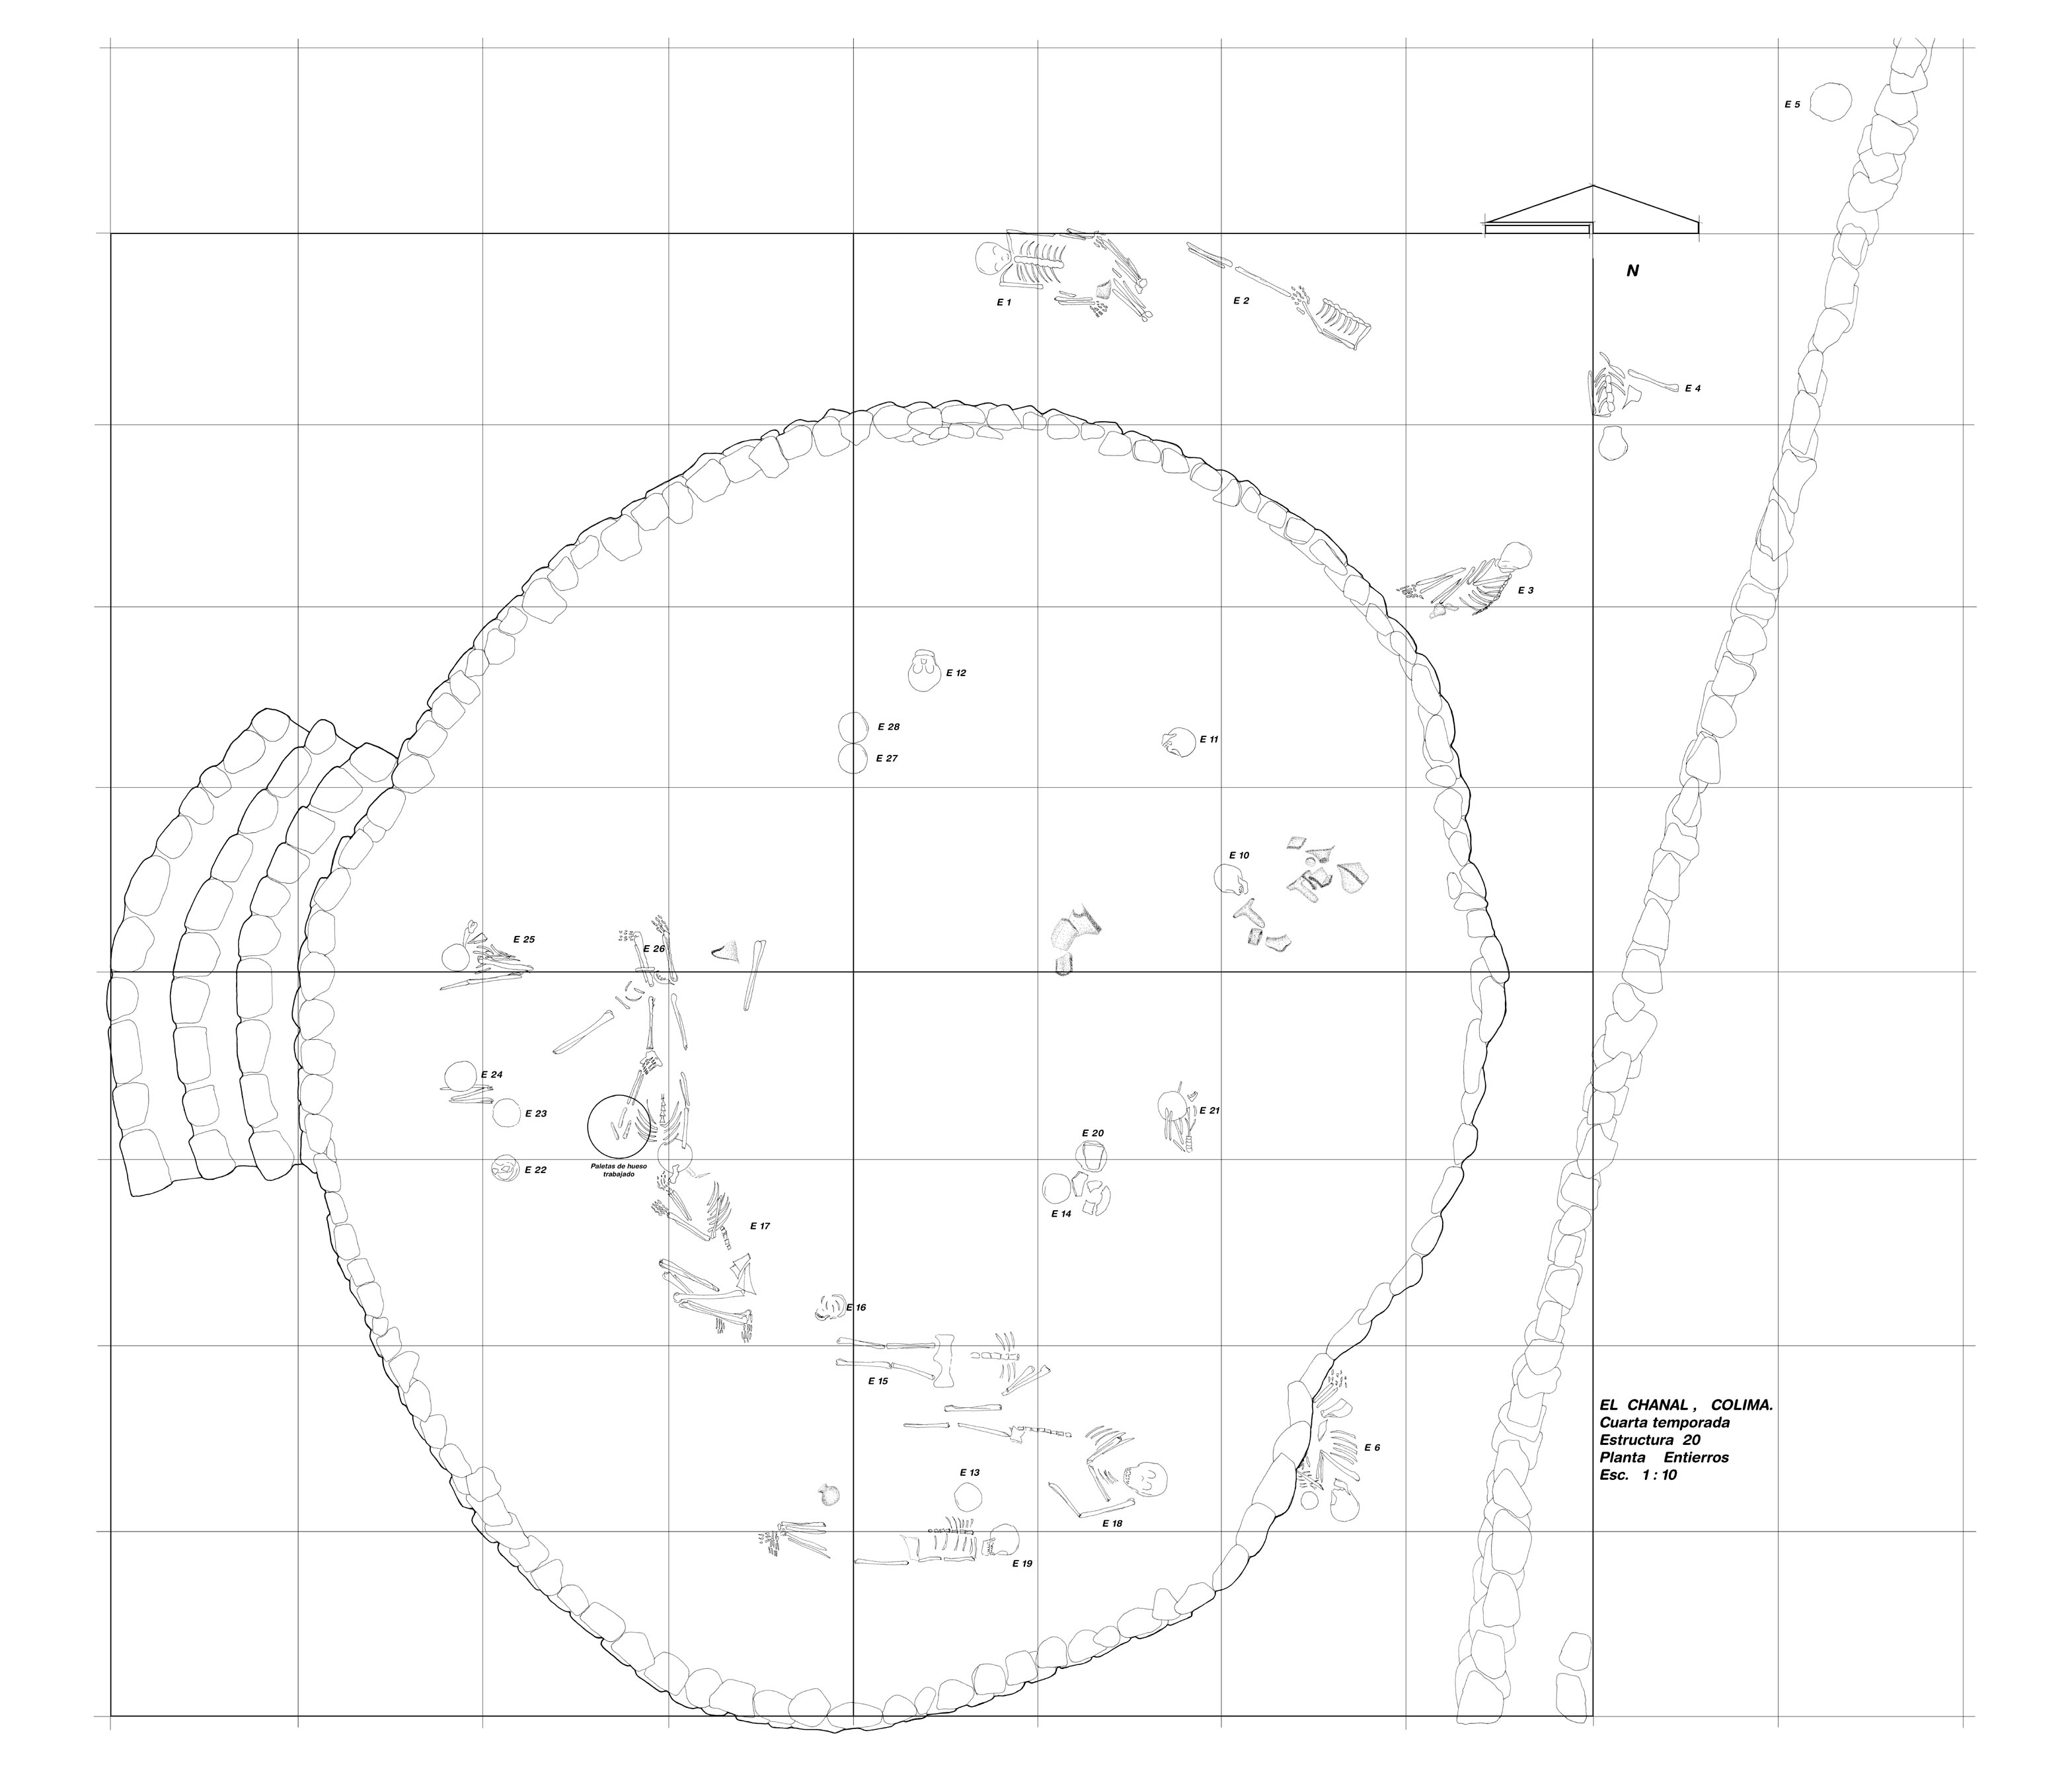 E 5
N
E 1
E 2
E 4
E 3
E 12
E 28
E 11
E 27
E 10
E 25
E 26
E 24
E 21
E 23
E 20
Paletas de hueso
trabajado
E 22
E 14
E 17
E 16
E 15
EL CHANAL , COLIMA.
Cuarta temporada
Estructura 20
Planta Entierros
Esc. 1 : 10
E 6
E 13
E 18
E 19